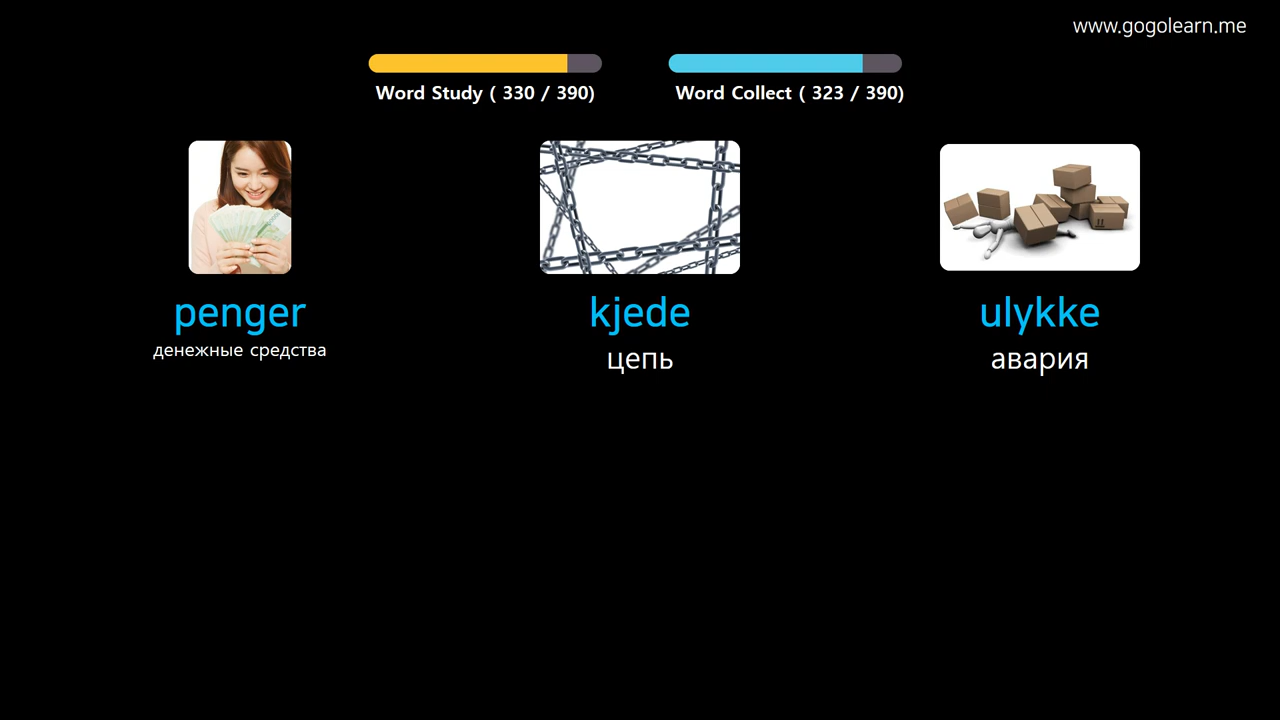 www.gogolearn.me
Word Study ( 330 / 390)
Word Collect ( 323 / 390)
penger
kjede
ulykke
денежные средства
цепь
авария